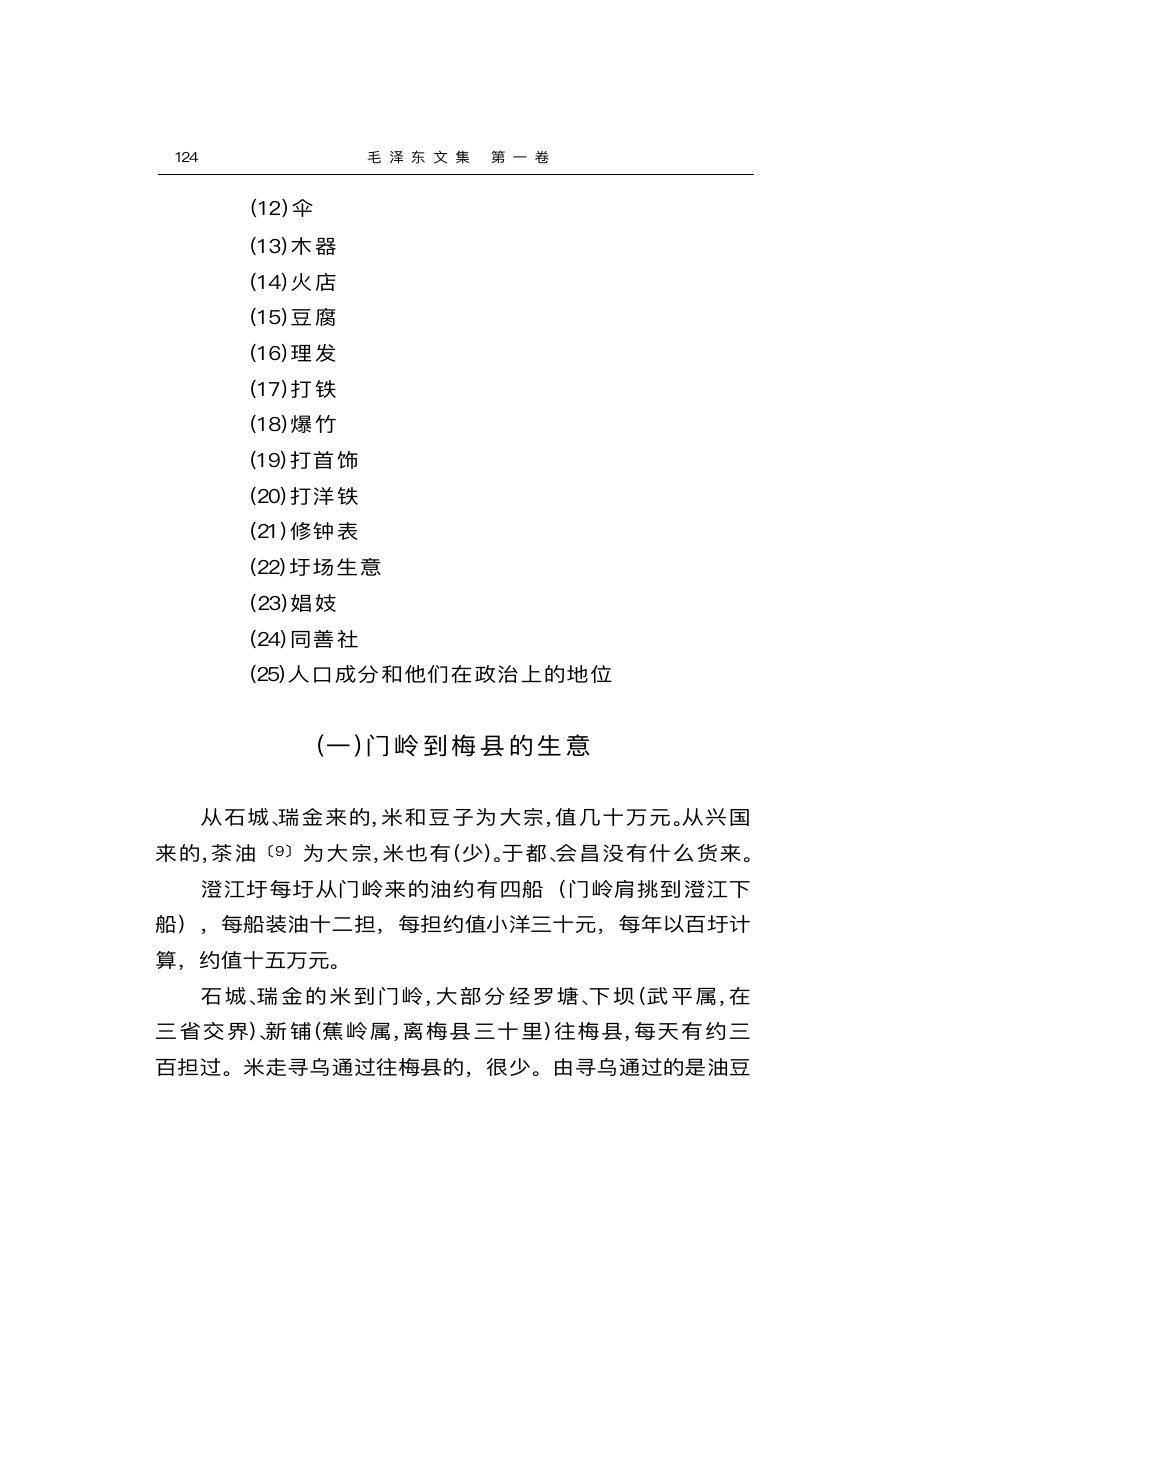 124 毛泽东文集 第一卷
(12)伞
(13)木器
(14)火店
(15)豆腐
(16)理发
(17)打铁
(18)爆竹
(19)打首饰
(20)打洋铁
(21)修钟表
(22)圩场生意
(23)娼妓
(24)同善社
(25)人口成分和他们在政治上的地位
(一)门岭到梅县的生意
从石城、瑞金来的,米和豆子为大宗,值几十万元。从兴国
来的,茶油〔9〕为大宗,米也有(少)。于都、会昌没有什么货来。
澄江圩每圩从门岭来的油约有四船（门岭肩挑到澄江下
船），每船装油十二担，每担约值小洋三十元，每年以百圩计
算，约值十五万元。
石城、瑞金的米到门岭,大部分经罗塘、下坝(武平属,在
三省交界)、新铺(蕉岭属,离梅县三十里)往梅县,每天有约三
百担过。米走寻乌通过往梅县的，很少。由寻乌通过的是油豆